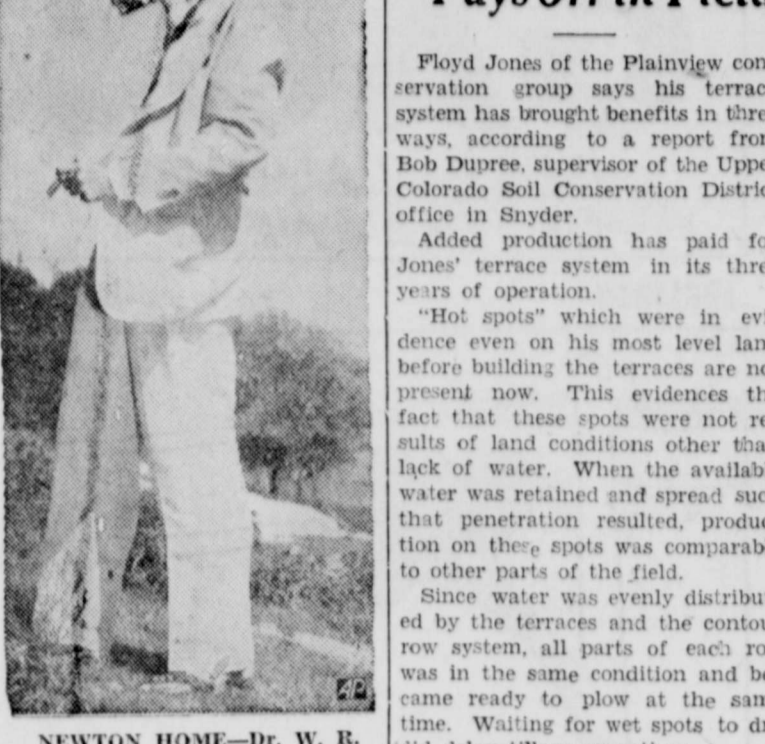 AP
NEWTON HOME—Dr. W. R.
Floyd Jones of the Plainview con
servation group says his terrac
system has brought benefits in thre
ways, according to a report fror
Bob Dupree, supervisor of the Uppe
Colorado Soil Conservation Distric
office in Snyder.
Added production has paid fo
Jones' terrace system in its thre
years of operation.
"Hot spots" which were in evi
dence even on his most level lan
before building the terraces are no
present now. This evidences th
fact that these spots were not re
sults of land conditions other tha
lack of water. When the availab
water was retained and spread suc
that penetration resulted, produc
tion on these spots was comparab
to other parts of the field.
Since water was evenly distribu
ed by the terraces and the contou
row system, all parts of each ro
was in the same condition and be
came ready to plow at the sam
time. Waiting for wet spots to dr